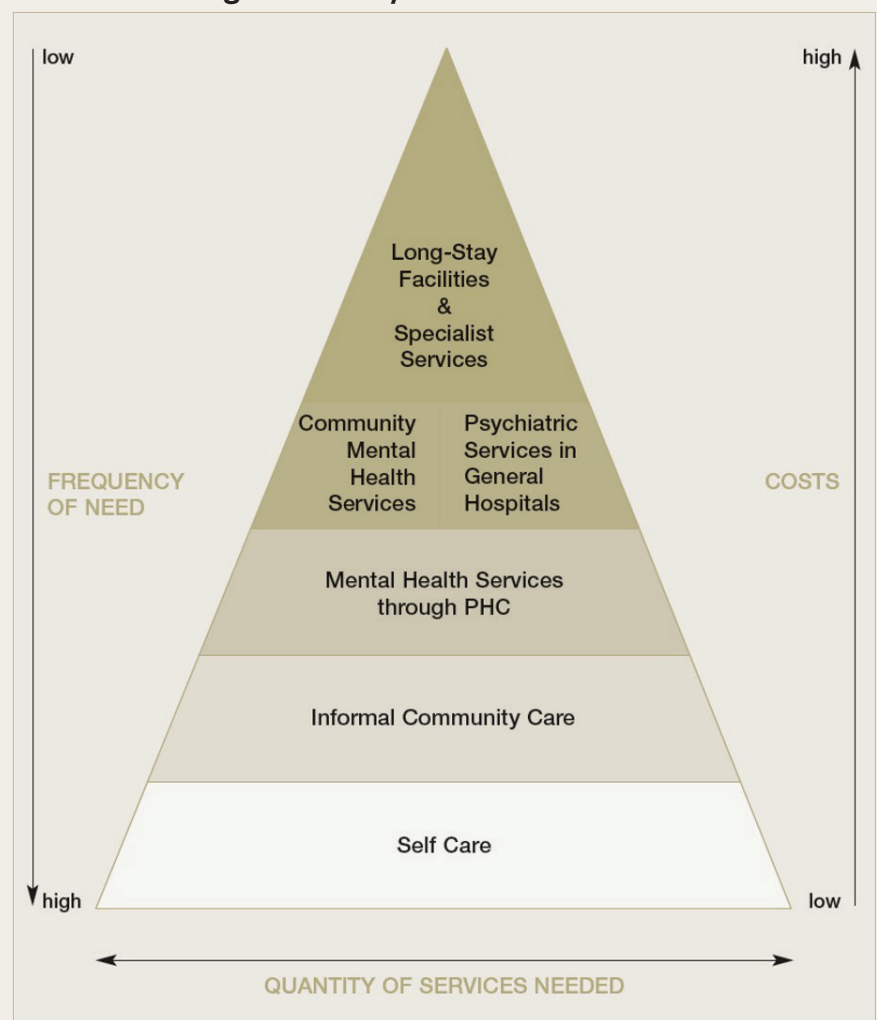 low
high
Long-Stay
Facilities
&
Specialist
Services
Community
Mental
Health
Services
Psychiatric
Services in
General
Hospitals
FREQUENCY
OF NEED
COSTS
Mental Health Services
through PHC
Informal Community Care
Self Care
high
low
QUANTITY OF SERVICES NEEDED